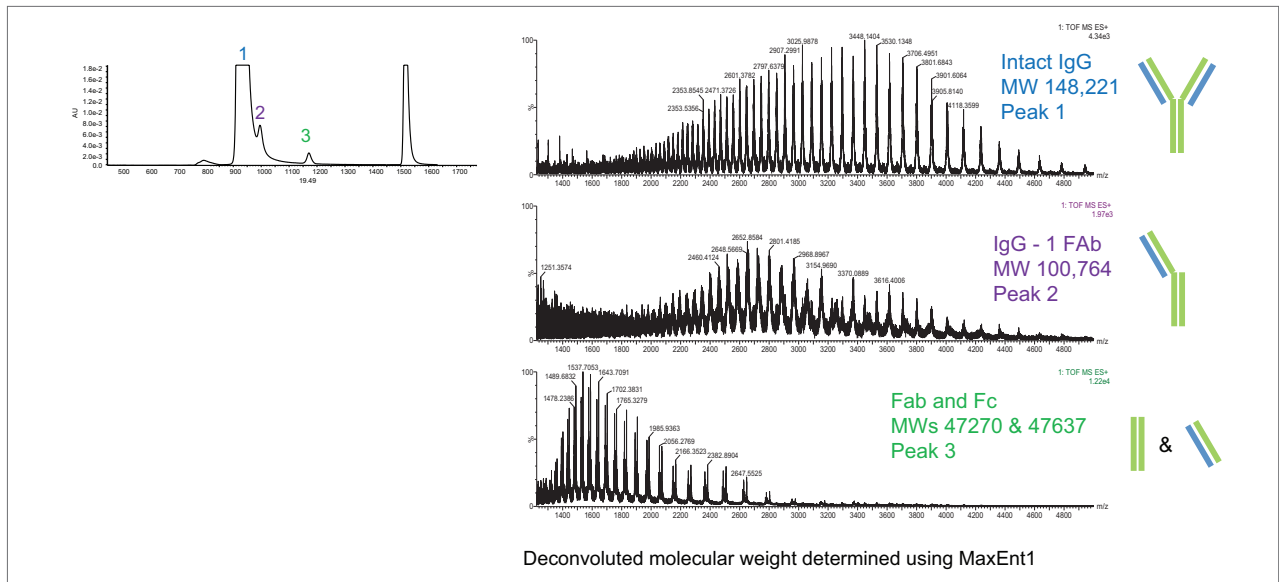 1
2
3
AU
1.8e-2
1.6e-2
1.4e-2
1.2e-2
1.0e-2
8.0e-3
6.0e-3
4.0e-3
2.0e-3
0.0
500 600 700 800 900 1000 1100 1200 1300 1400 1500 1600 1700
19.49
1: TOF MS ES+
4.34e3
100
%
0
2353.5356
2353.8545
2471.3726
2601.3782
2797.6379
2907.2991
3025.9878
3448.1404
3530.1348
3706.4951
3801.6843
3901.6064
3905.8140
4118.3599
1400 1600 1800 2000 2200 2400 2600 2800 3000 3200 3400 3600 3800 4000 4200 4400 4600 4800 m/z
Intact IgG
MW 148,221
Peak 1
1: TOF MS ES+
1.97e3
100
%
0
1251.3574
2460.4124
2648.5669
2652.8584
2801.4185
2968.8967
3154.9690
3370.0889
3616.4006
1400 1600 1800 2000 2200 2400 2600 2800 3000 3200 3400 3600 3800 4000 4200 4400 4600 4800 m/z
IgG - 1 FAb
MW 100,764
Peak 2
1: TOF MS ES+
1.22e4
100
%
0
1478.2386
1489.6832
1537.7053
1643.7091
1702.3831
1765.3279
1985.9363
2056.2769
2166.3523
2382.8904
2647.5525
1400 1600 1800 2000 2200 2400 2600 2800 3000 3200 3400 3600 3800 4000 4200 4400 4600 4800 m/z
Fab and Fc
MWs 47270 & 47637
Peak 3
&
Deconvoluted molecular weight determined using MaxEnt1